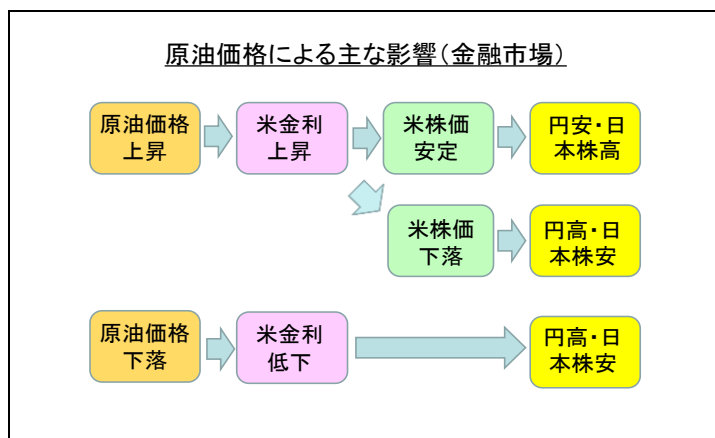 原油価格による主な影響（金融市場）
原油価格
上昇
米金利
上昇
米株価
安定
円安・日
本株高
米株価
下落
円高・日
本株安
原油価格
下落
米金利
低下
円高・日
本株安